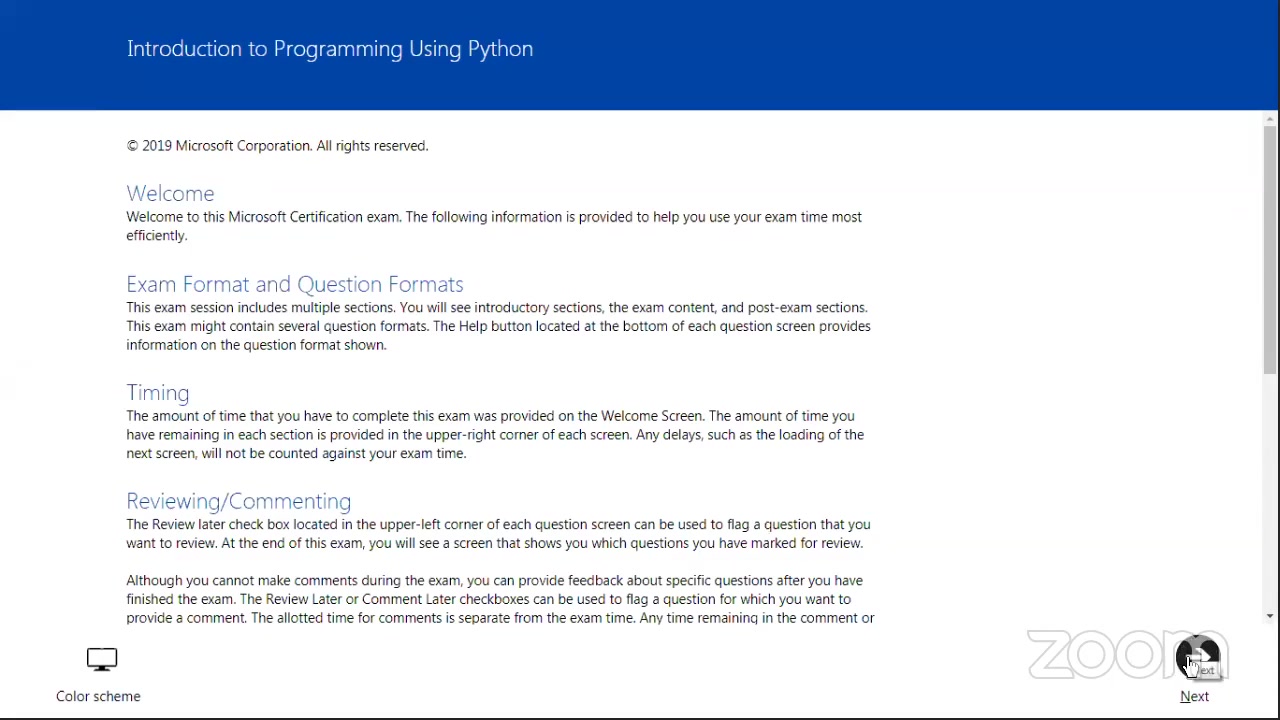 Introduction to Programming Using Python
© 2019 Microsoft Corporation. All rights reserved.
Welcome
Welcome to this Microsoft Certification exam. The following information is provided to help you use your exam time most
efficiently.
Exam Format and Question Formats
This exam session includes multiple sections. You will see introductory sections, the exam content, and post-exam sections.
This exam might contain several question formats. The Help button located at the bottom of each question screen provides
information on the question format shown.
Timing
The amount of time that you have to complete this exam was provided on the Welcome Screen. The amount of time you
have remaining in each section is provided in the upper-right corner of each screen. Any delays, such as the loading of the
next screen, will not be counted against your exam time.
Reviewing/Commenting
The Review later check box located in the upper-left corner of each question screen can be used to flag a question that you
want to review. At the end of this exam, you will see a screen that shows you which questions you have marked for review.
Although you cannot make comments during the exam, you can provide feedback about specific questions after you have
finished the exam. The Review Later or Comment Later checkboxes can be used to flag a question for which you want to
provide a comment. The allotted time for comments is separate from the exam time. Any time remaining in the comment or
zoom
Color scheme
Next